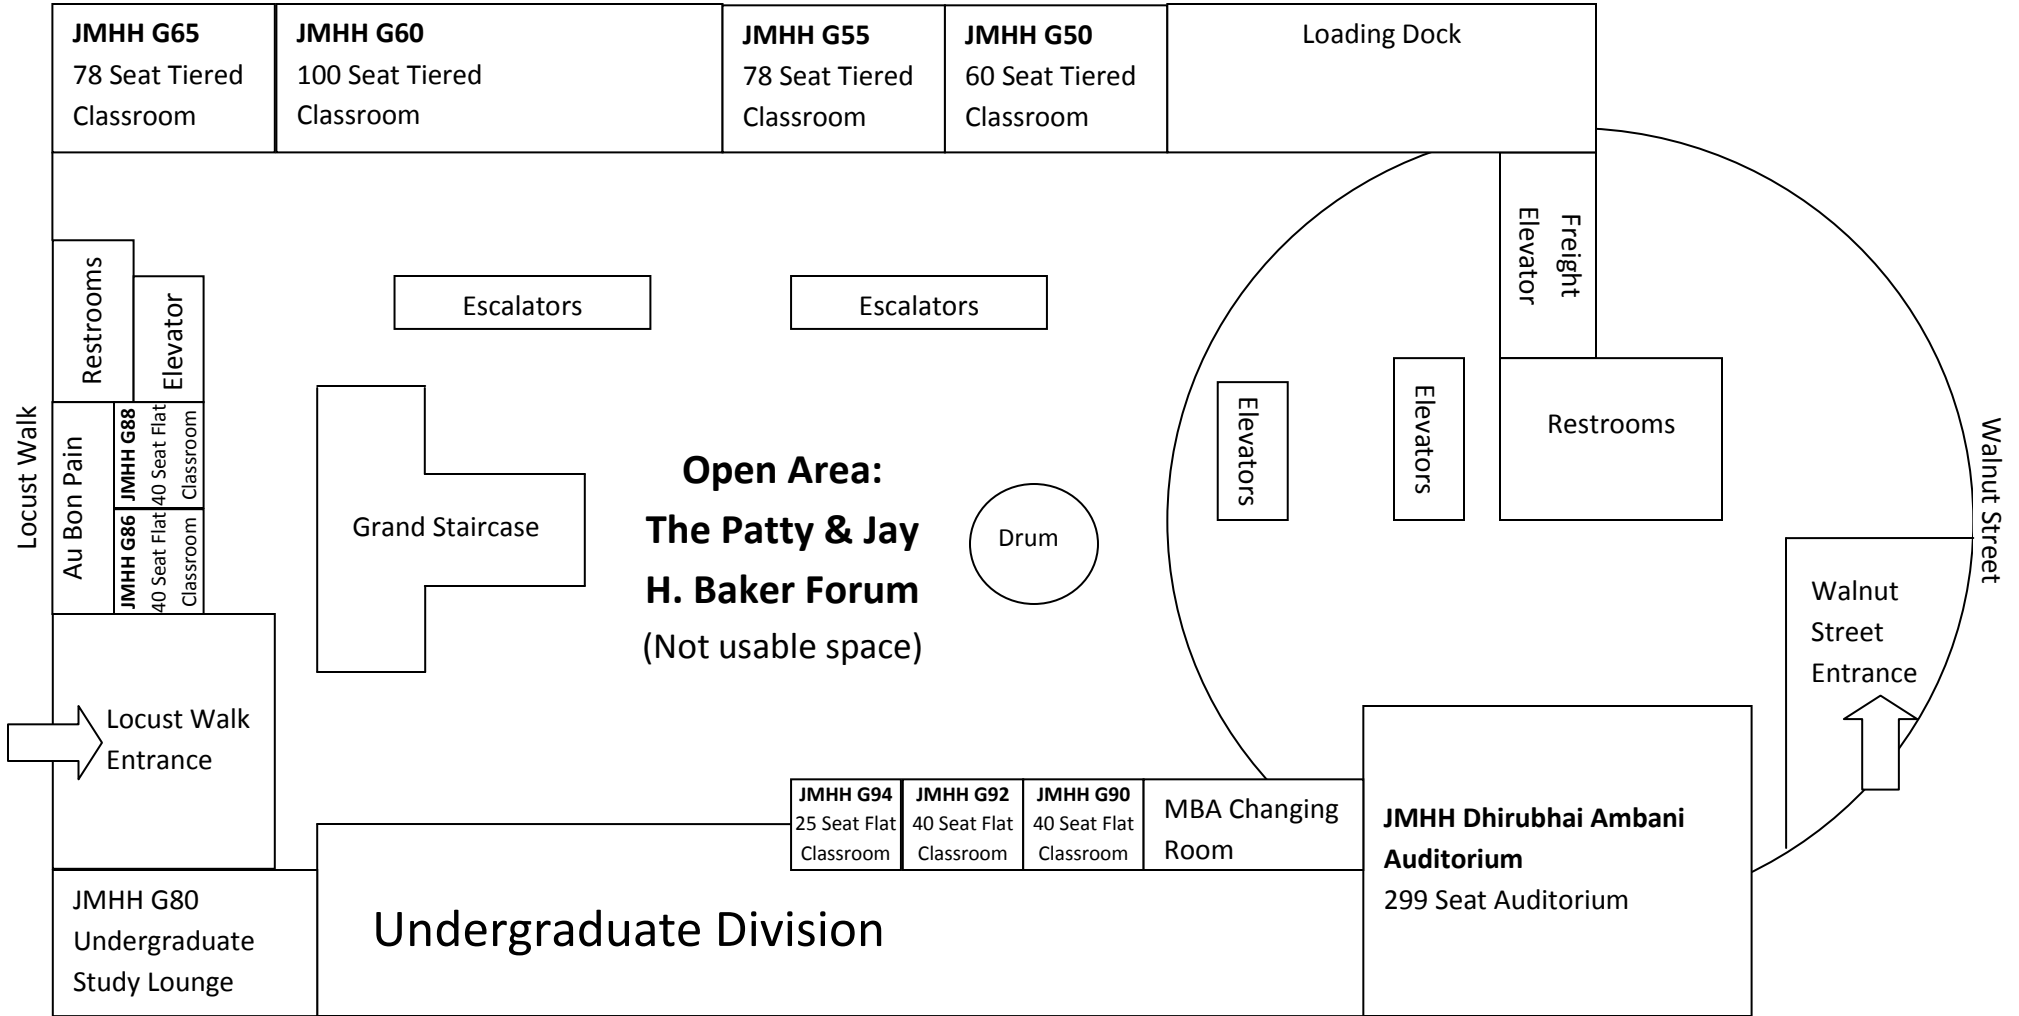 JMHH G65
78 Seat Tiered
Classroom
JMHH G60
100 Seat Tiered
Classroom
JMHH G55
78 Seat Tiered
Classroom
JMHH G50
60 Seat Tiered
Classroom
Loading Dock
Freight
Elevator
Restrooms
Elevator
Escalators
Escalators
Locust Walk
Au Bon Pain
JMHH G88
40 Seat Flat
Classroom
JMHH G86
40 Seat Flat
Classroom
Grand Staircase
Open Area:
The Patty & Jay
H. Baker Forum
(Not usable space)
Drum
Elevators
Elevators
Restrooms
Walnut Street
Walnut
Street
Entrance
Locust Walk
Entrance
JMHH G94
25 Seat Flat
Classroom
JMHH G92
40 Seat Flat
Classroom
JMHH G90
40 Seat Flat
Classroom
MBA Changing
Room
JMHH Dhirubhai Ambani
Auditorium
299 Seat Auditorium
JMHH G80
Undergraduate
Study Lounge
Undergraduate Division